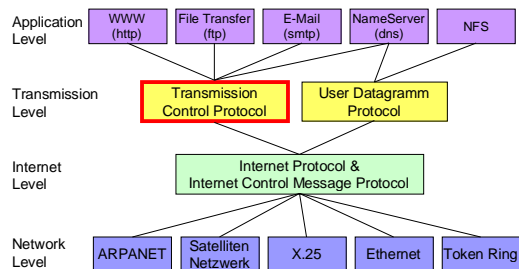 Application
Level
WWW
(http)
File Transfer
(ftp)
E-Mail
(smtp)
NameServer
(dns)
NFS
Transmission
Level
Transmission
Control Protocol
User Datagramm
Protocol
Internet
Level
Internet Protocol &
Internet Control Message Protocol
Network
Level
ARPANET
Satelliten
Netzwerk
X.25
Ethernet
Token Ring